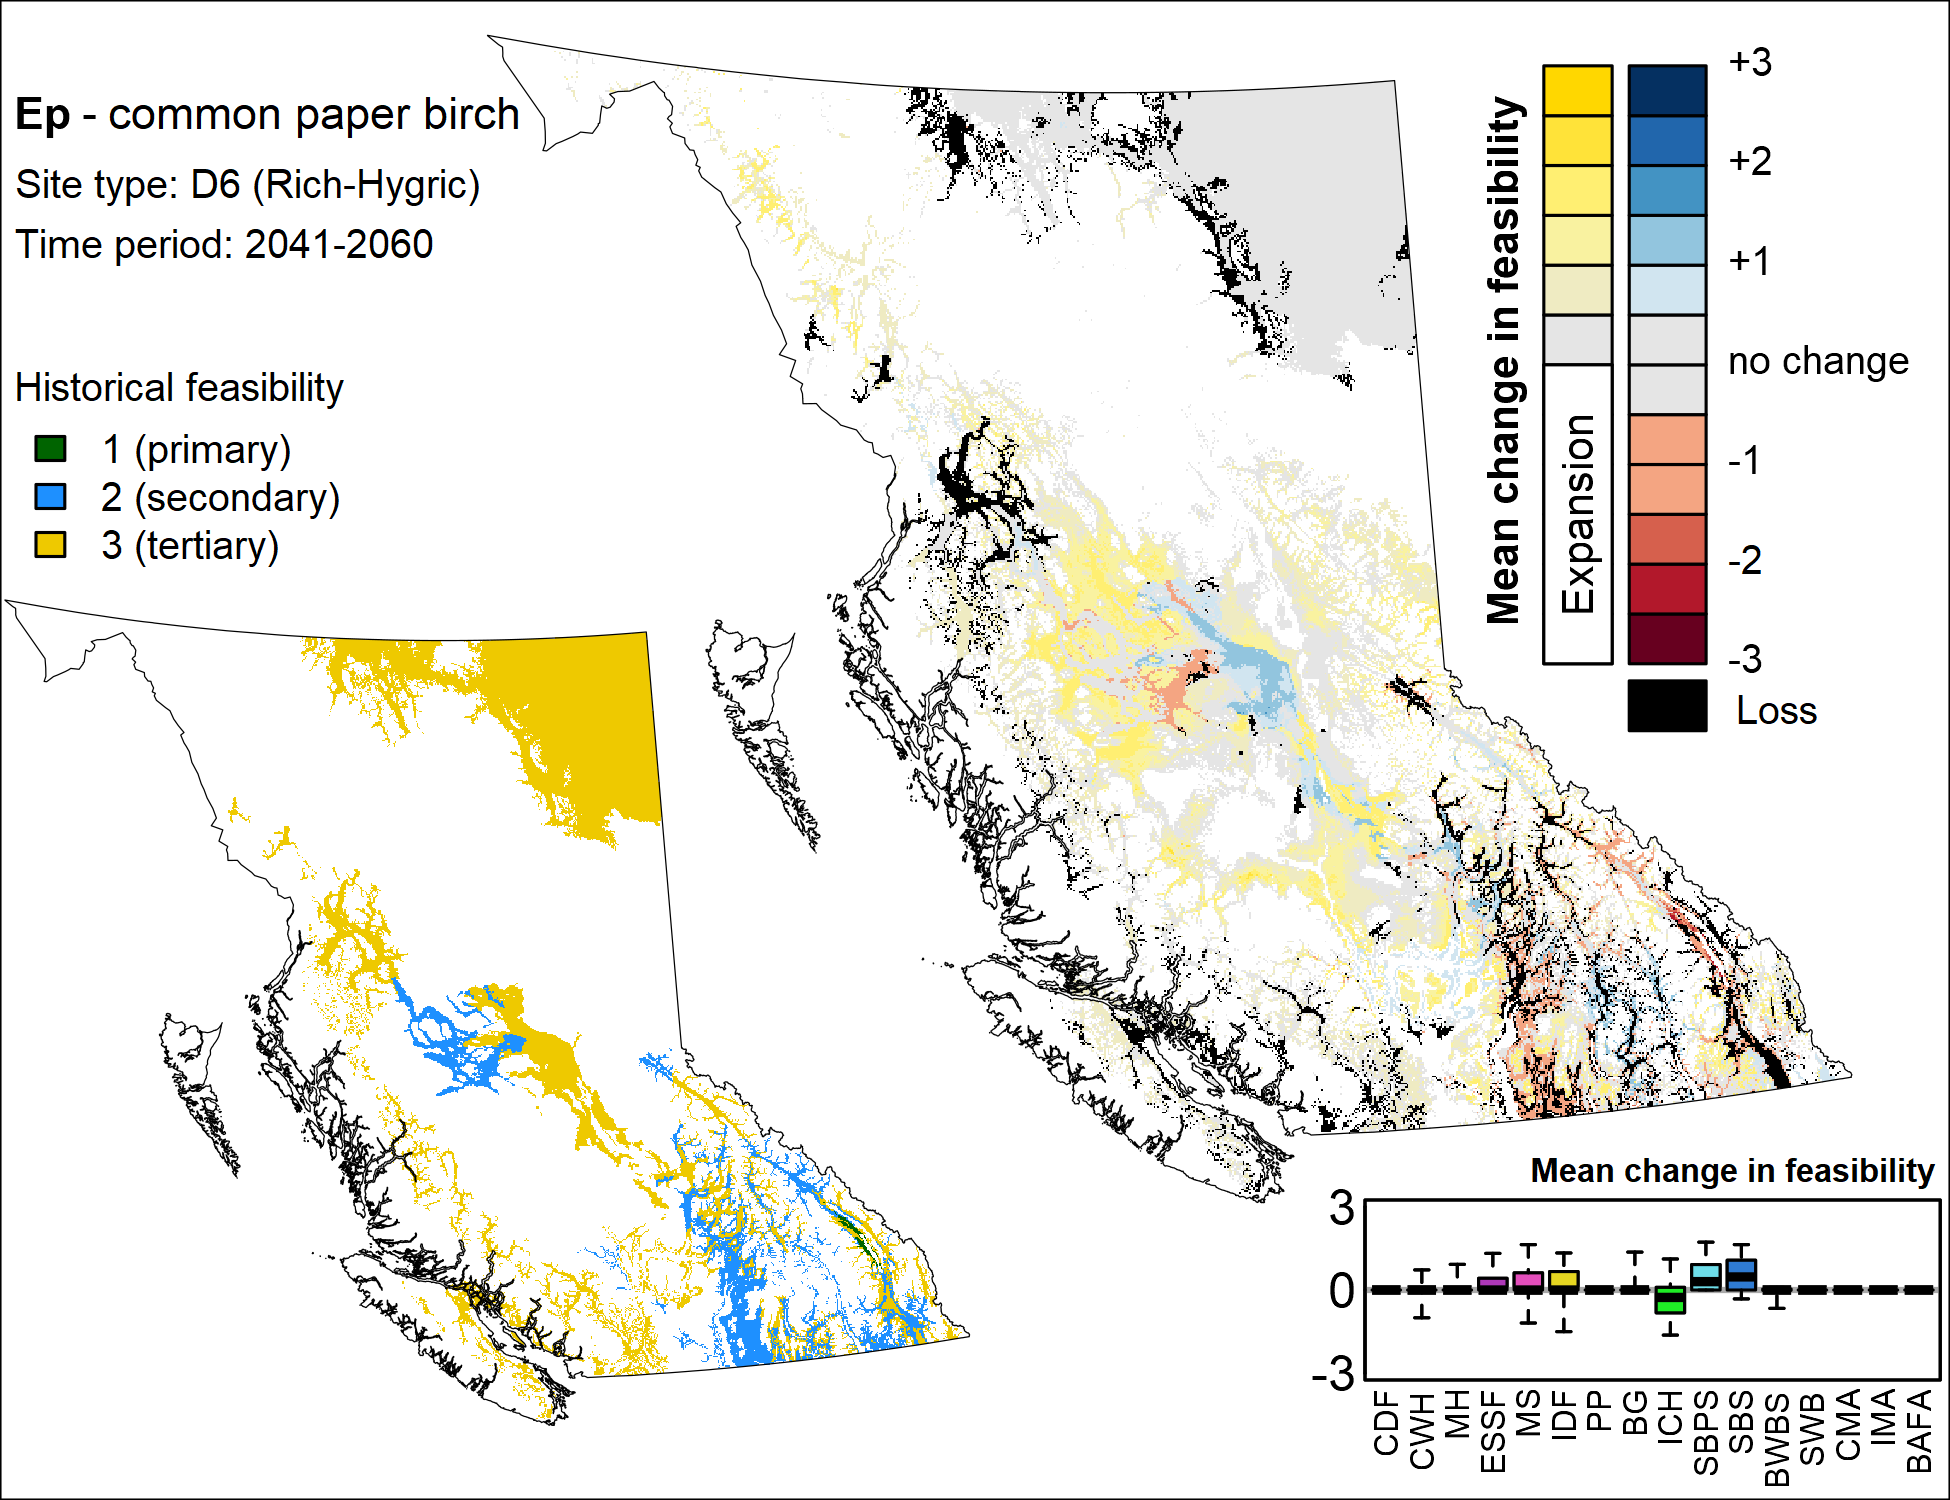 Ep - common paper birch
Site type: D6 (Rich-Hygric)
Time period: 2041-2060
Historical feasibility
1 (primary)
2 (secondary)
3 (tertiary)
Mean change in feasibility
Expansion
+3
+2
+1
no change
-1
-2
-3
Loss
Mean change in feasibility
3
0
-3
CDF
CWH
MH
ESSF
MS
IDF
PP
BG
ICH
SBPS
SBS
BWBS
SWB
CMA
IMA
BAFA